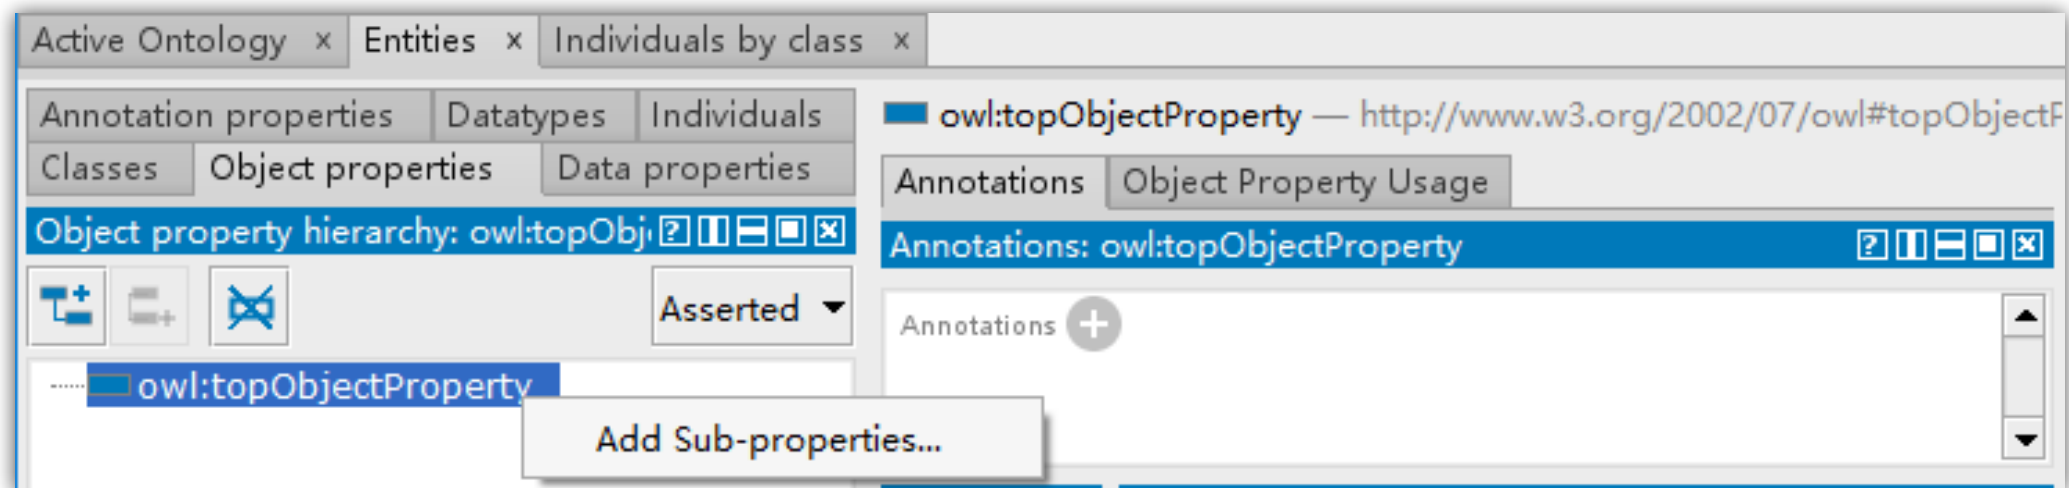 Active Ontology × Entities × Individuals by class ×
Annotation properties Datatypes Individuals
Classes Object properties Data properties
Object property hierarchy: owl:topObj
Asserted
owl:topObjectProperty
Add Sub-properties...
owl:topObjectProperty — http://www.w3.org/2002/07/owl#topObjectP
Annotations Object Property Usage
Annotations: owl:topObjectProperty
Annotations